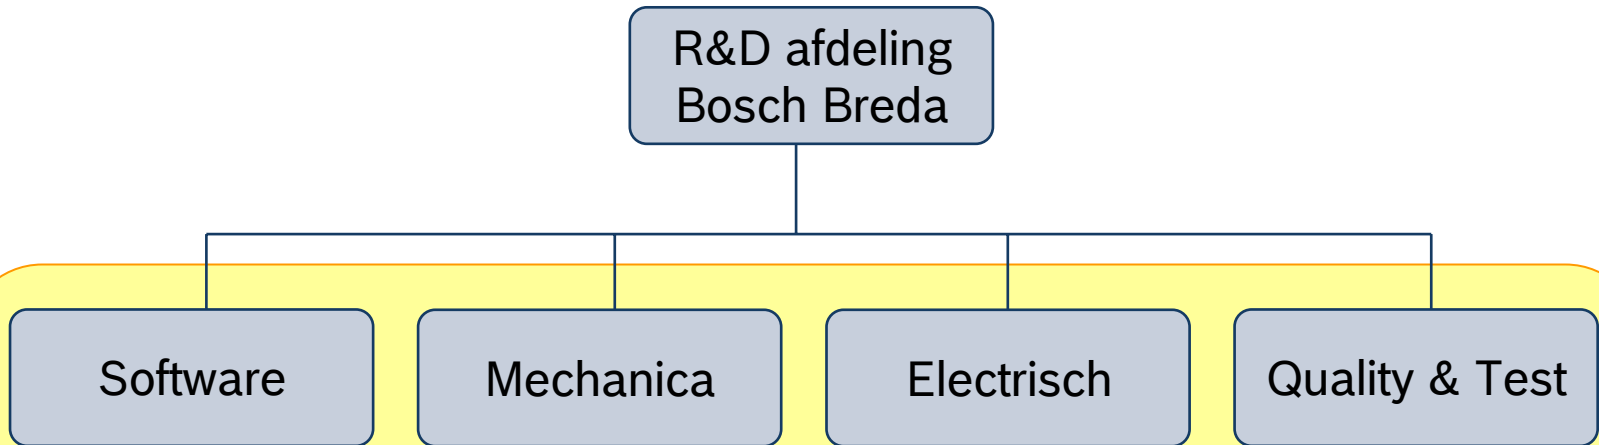 R&D afdeling
Bosch Breda
Software
Mechanica
Electrisch
Quality & Test